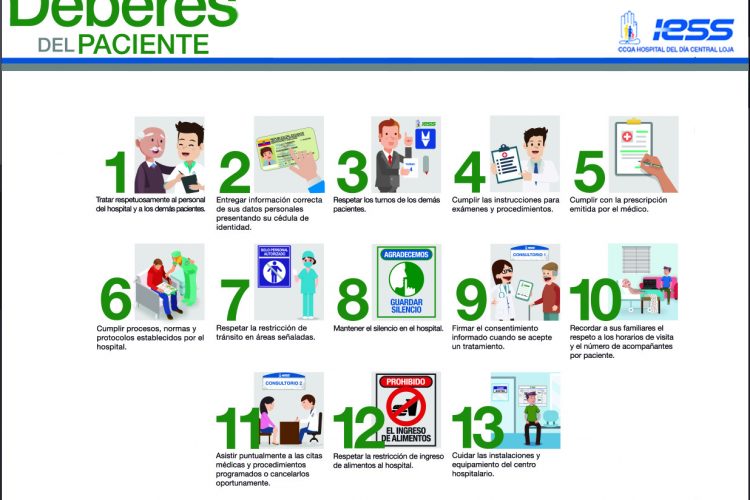 Deberes
DEL PACIENTE
IESS
CCQA HOSPITAL DEL DÍA CENTRAL LOJA
1
Tratar respetuosamente al personal
del hospital y a los demás pacientes.
2
Entregar información correcta
de sus datos personales
presentando su cédula de
identidad.
3
IESS
TURNO
4
Respetar los turnos de los demás
pacientes.
4
Cumplir las instrucciones para
exámenes y procedimientos.
5
Cumplir con la prescripción
emitida por el médico.
6
Cumplir procesos, normas y
protocolos establecidos por el
hospital.
7
SOLO PERSONAL
AUTORIZADO
Respetar la restricción de
tránsito en áreas señaladas.
8
AGRADECEMOS
GUARDAR
SILENCIO
Mantener el silencio en el hospital.
9
CONSULTORIO 1
Firmar el consentimiento
informado cuando se acepte
un tratamiento.
10
Recordar a sus familiares el
respeto a los horarios de visita
y el número de acompañantes
por paciente.
11
CONSULTORIO 2
Asistir puntualmente a las citas
médicas y procedimientos
programados o cancelarlos
oportunamente.
12
PROHIBIDO
EL INGRESO
DE ALIMENTOS
Respetar la restricción de ingreso
de alimentos al hospital.
13
Cuidar las instalaciones y
equipamiento del centro
hospitalario.